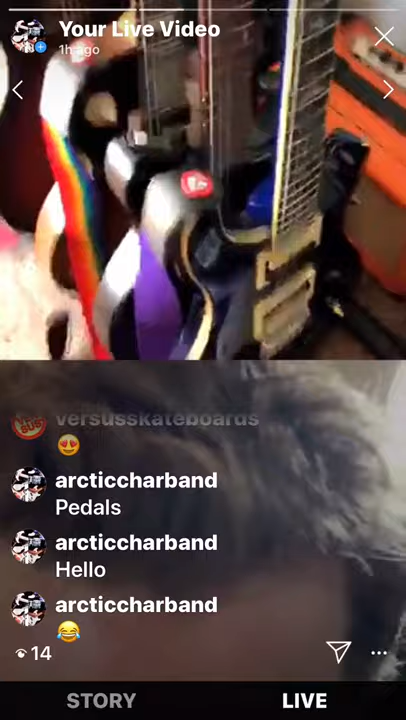 Your Live Video
1h ago
versusskateboards
😍
arcticcharband
Pedals
arcticcharband
Hello
arcticcharband
😂
14
STORY
LIVE